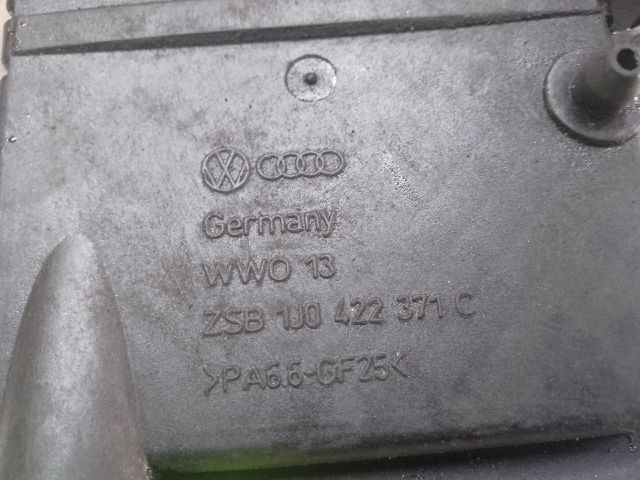 Germany
WWO 13
ZSB 1J0 422 371 C
>PA6.6-GF25<